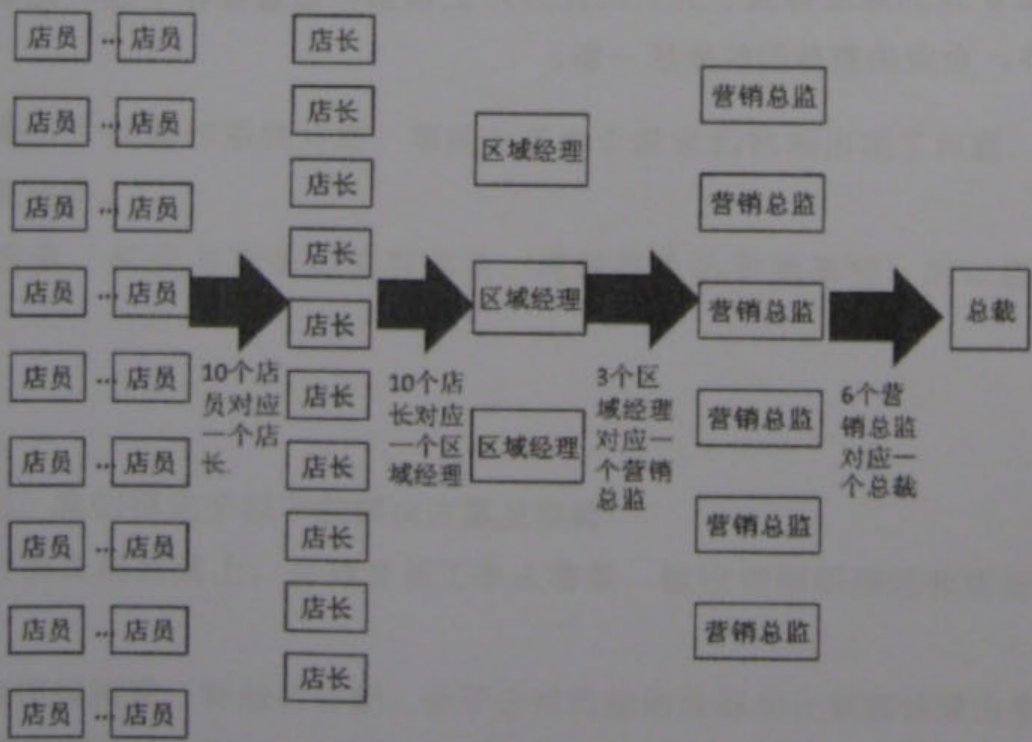 店员 … 店员
店员 … 店员
店员 … 店员
店员 … 店员
店员 … 店员
店员 … 店员
店员 … 店员
店员 … 店员
店员 … 店员
10个店
员对应
一个店
长
店长
店长
店长
店长
店长
店长
店长
店长
店长
店长
10个店
长对应
一个区
域经理
区域经理
区域经理
区域经理
3个区
域经理
对应一
个营销
总监
营销总监
营销总监
营销总监
营销总监
营销总监
营销总监
6个营
销总监
对应一
个总裁
总裁